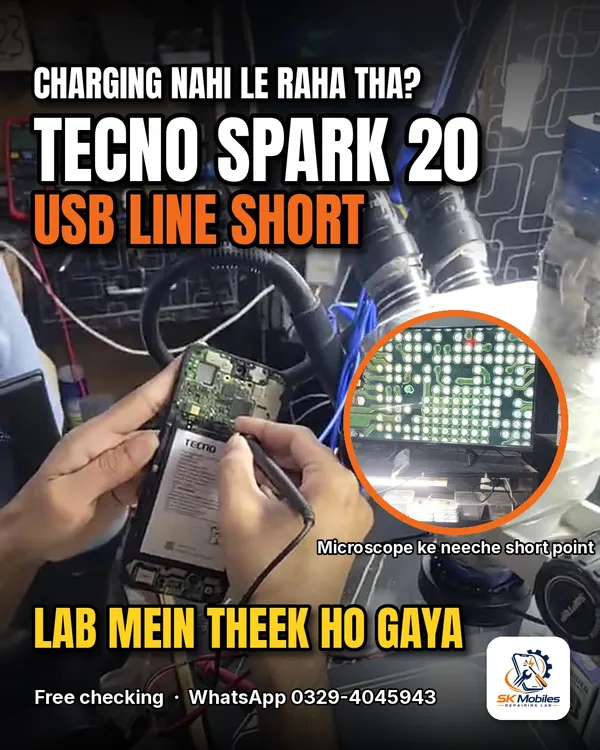 CHARGING NAHI LE RAHA THA?
TECNO SPARK 20
USB LINE SHORT
TECNO
Microscope ke neeche short point
LAB MEIN THEEK HO GAYA
Free checking · WhatsApp 0329-4045943
SK Mobiles
REPAIRING LAB